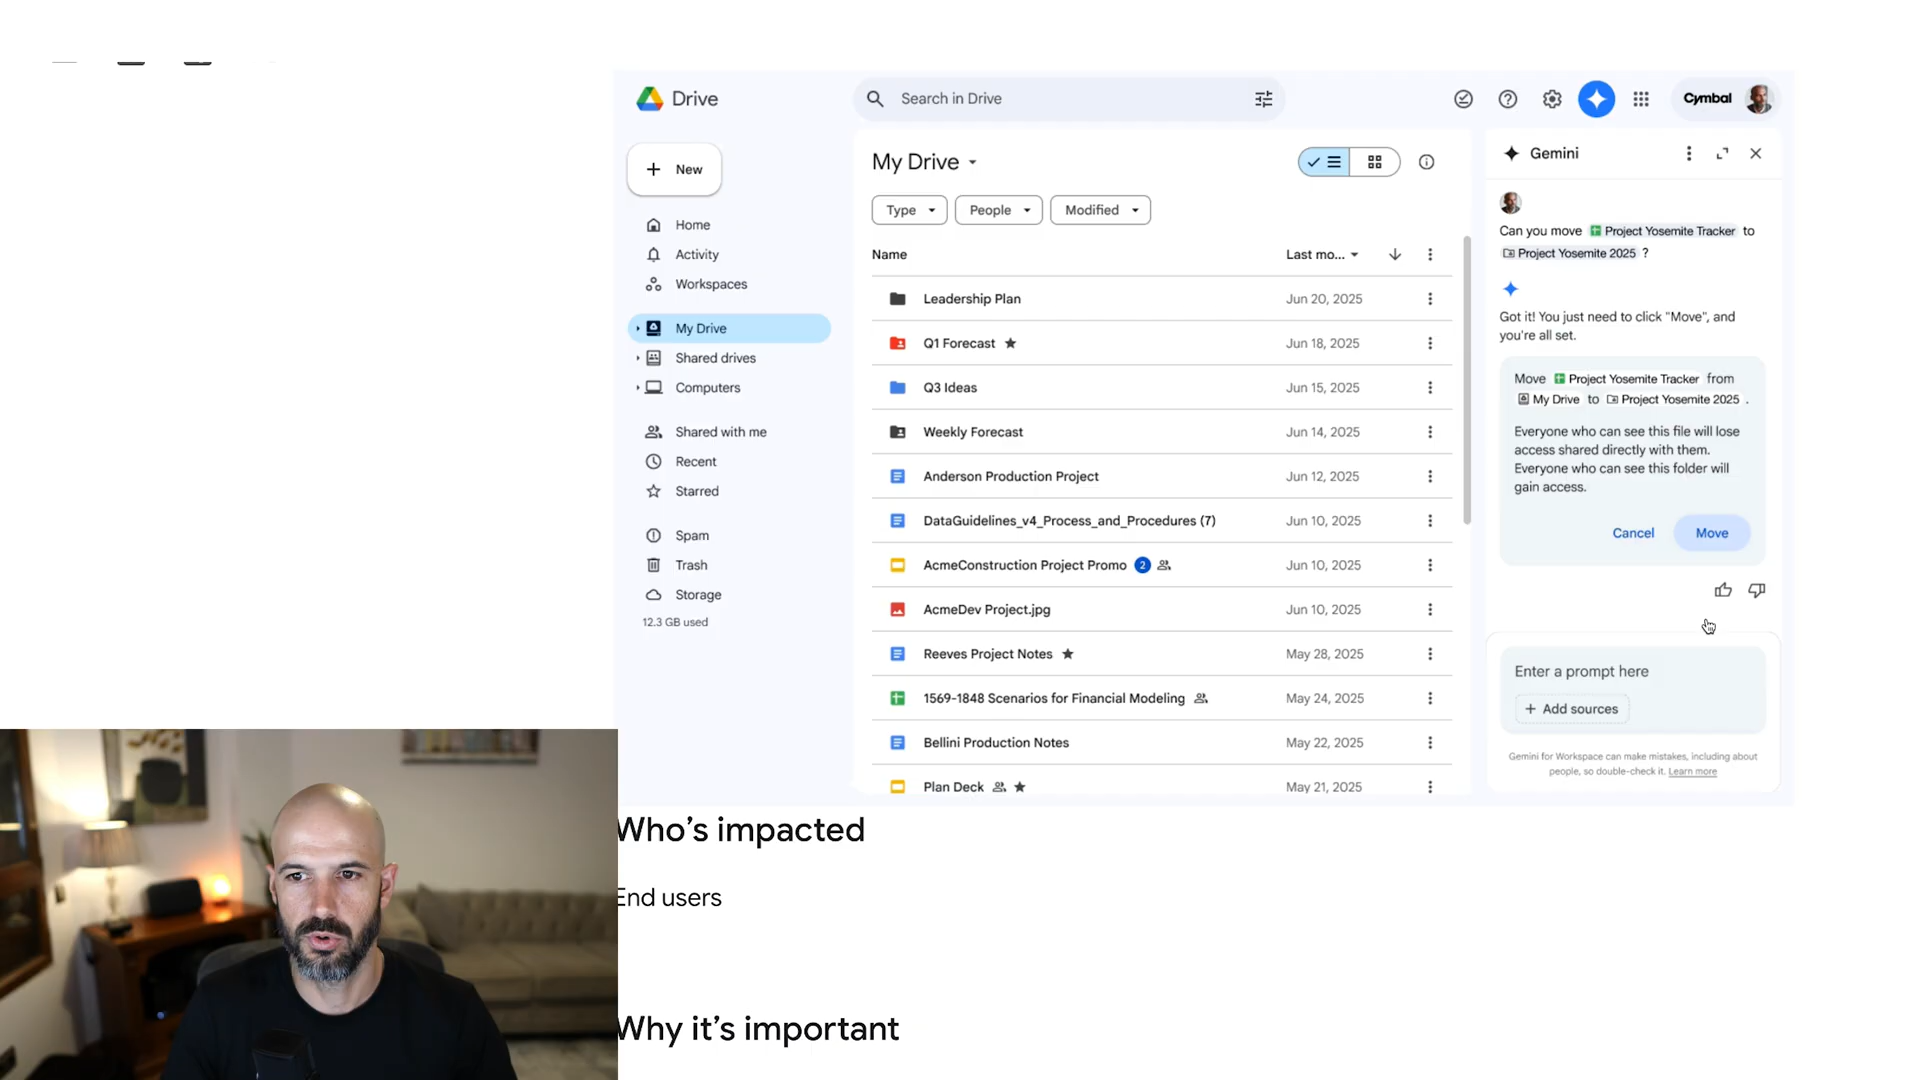 Drive
Search in Drive
Cymbal
New
Home
Activity
Workspaces
My Drive
Shared drives
Computers
Shared with me
Recent
Starred
Spam
Trash
Storage
12.3 GB used
My Drive
Type
People
Modified
Name
Last mo...
Leadership Plan
Jun 20, 2025
Q1 Forecast
Jun 18, 2025
Q3 Ideas
Jun 15, 2025
Weekly Forecast
Jun 14, 2025
Anderson Production Project
Jun 12, 2025
DataGuidelines_v4_Process_and_Procedures (7)
Jun 10, 2025
AcmeConstruction Project Promo 2
Jun 10, 2025
AcmeDev Project.jpg
Jun 10, 2025
Reeves Project Notes
May 28, 2025
1569-1848 Scenarios for Financial Modeling
May 24, 2025
Bellini Production Notes
May 22, 2025
Plan Deck
May 21, 2025
Gemini
Can you move Project Yosemite Tracker to
Project Yosemite 2025 ?
Got it! You just need to click "Move", and
you're all set.
Move Project Yosemite Tracker from
My Drive to Project Yosemite 2025 .
Everyone who can see this file will lose
access shared directly with them.
Everyone who can see this folder will
gain access.
Cancel
Move
Enter a prompt here
+ Add sources
Gemini for Workspace can make mistakes, including about
people, so double-check it. Learn more
Who’s impacted
End users
Why it’s important